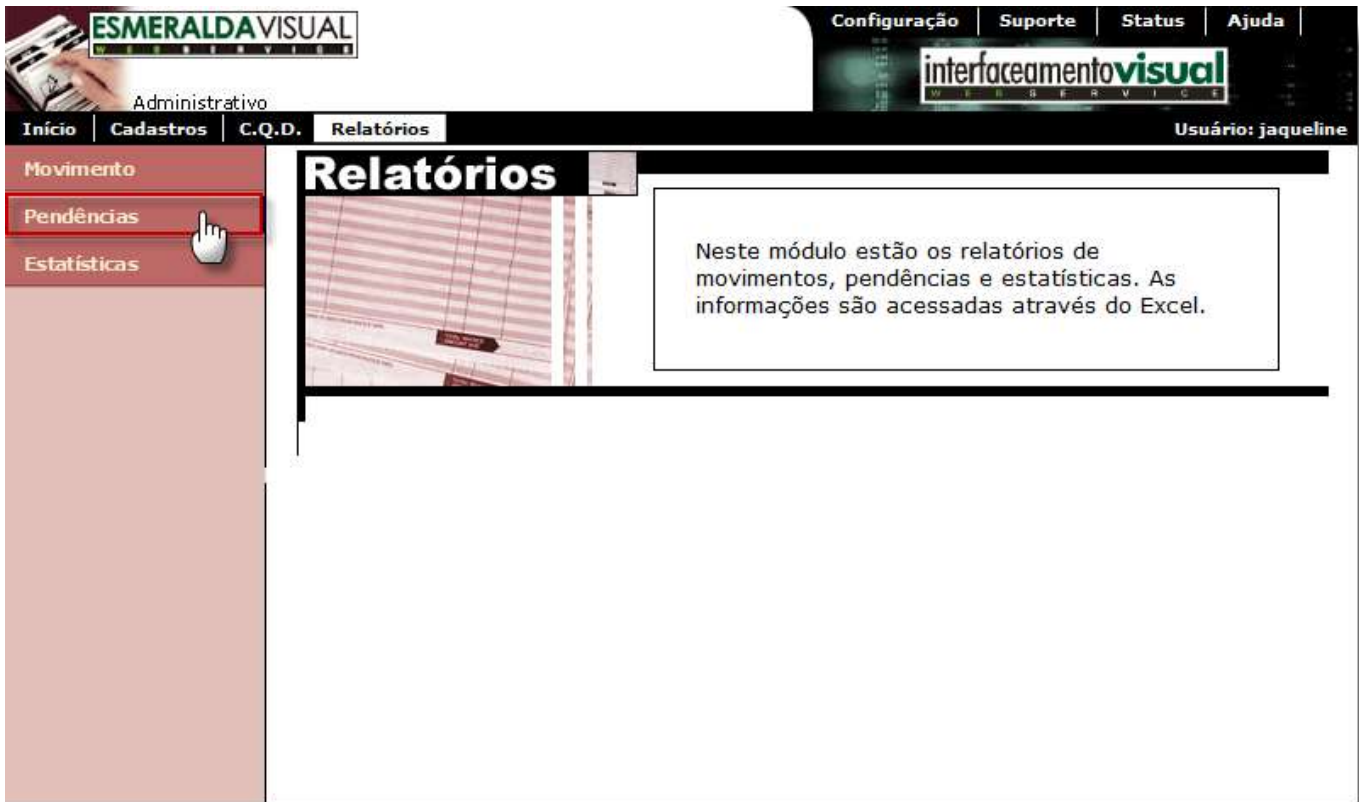 ESMERALDAVISUAL
WEB SERVICE
Administrativo
Configuração Suporte Status Ajuda
interfaceamentovisual
WEB SERVICE
Início Cadastros C.Q.D. Relatórios Usuário: jaqueline
Movimento
Pendências
Estatísticas
Relatórios
Neste módulo estão os relatórios de
movimentos, pendências e estatísticas. As
informações são acessadas através do Excel.